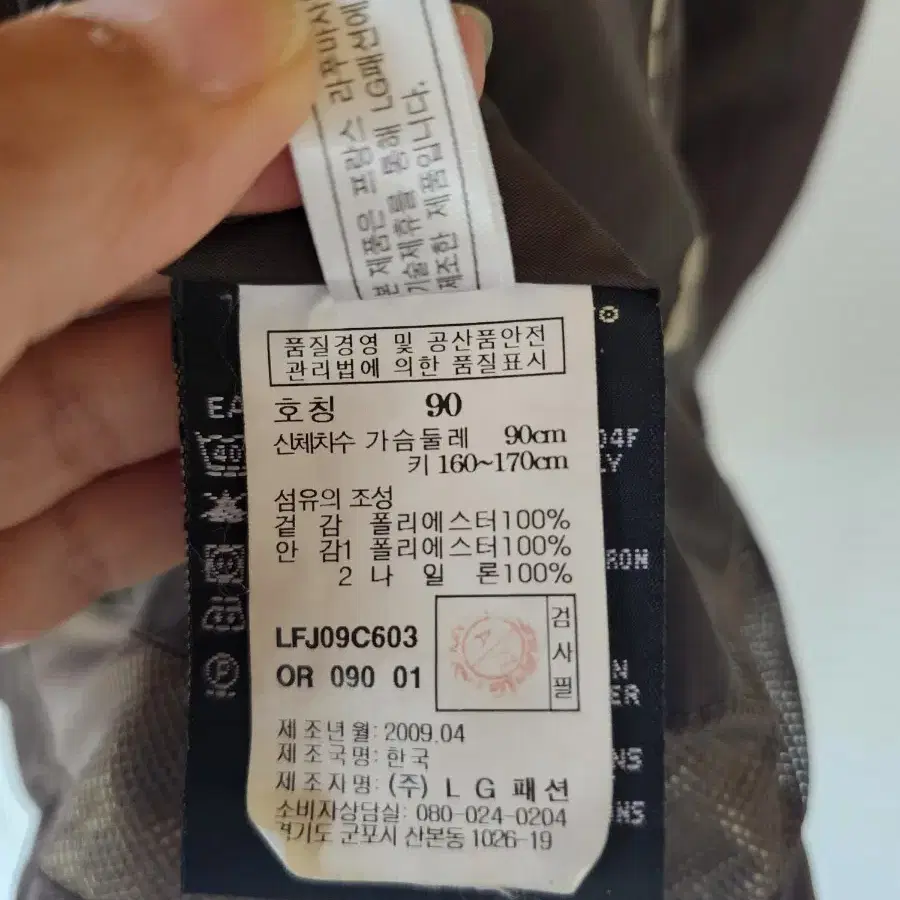 본 제품은 프랑스 라푸마사
기술제휴를 통해 LG패션에
제조한 제품입니다.
품질경영 및 공산품안전
관리법에 의한 품질표시
호칭 90
신체치수 가슴둘레 90cm
키 160~170cm
섬유의 조성
겉 감 폴리에스터100%
안 감1 폴리에스터100%
2 나 일 론100%
LFJ09C603
OR 090 01
검사필
제조년월: 2009.04
제조국명: 한국
제조자명: (주) LG패션
소비자상담실: 080-024-0204
경기도 군포시 산본동 1026-19
40
P